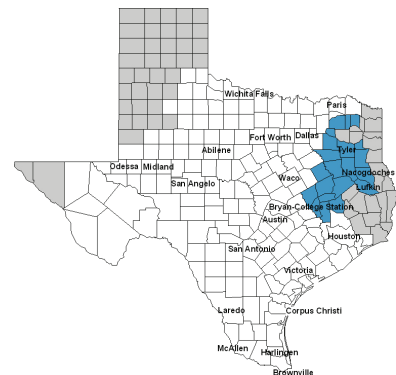 Wichita Falls
Paris
Fort Worth
Dallas
Abilene
Tyler
Odessa
Midland
Nacogdoches
San Angelo
Waco
Lufkin
Bryan-College Station
Austin
Houston
San Antonio
Victoria
Laredo
Corpus Christi
McAllen
Harlingen
Brownville